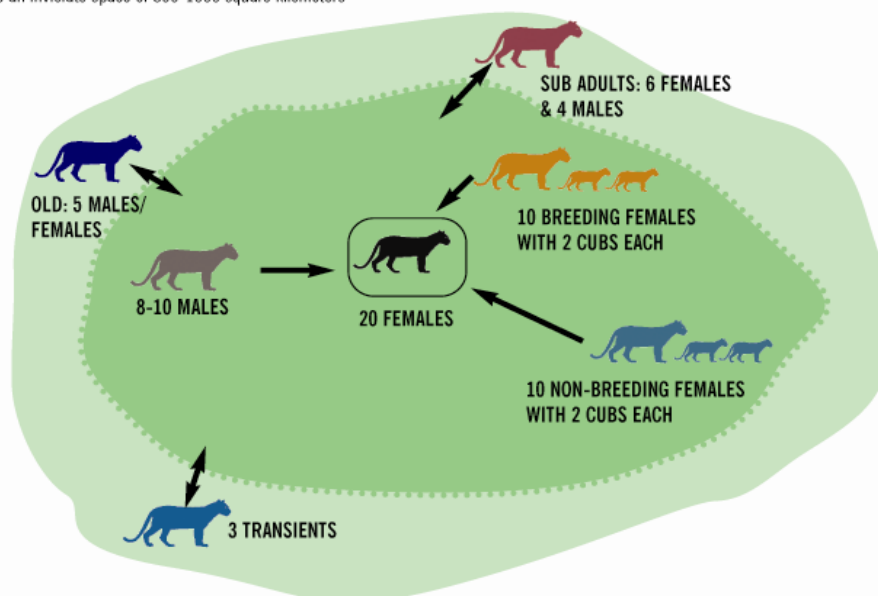 SUB ADULTS: 6 FEMALES
& 4 MALES
OLD: 5 MALES/
FEMALES
10 BREEDING FEMALES
WITH 2 CUBS EACH
8-10 MALES
20 FEMALES
10 NON-BREEDING FEMALES
WITH 2 CUBS EACH
3 TRANSIENTS